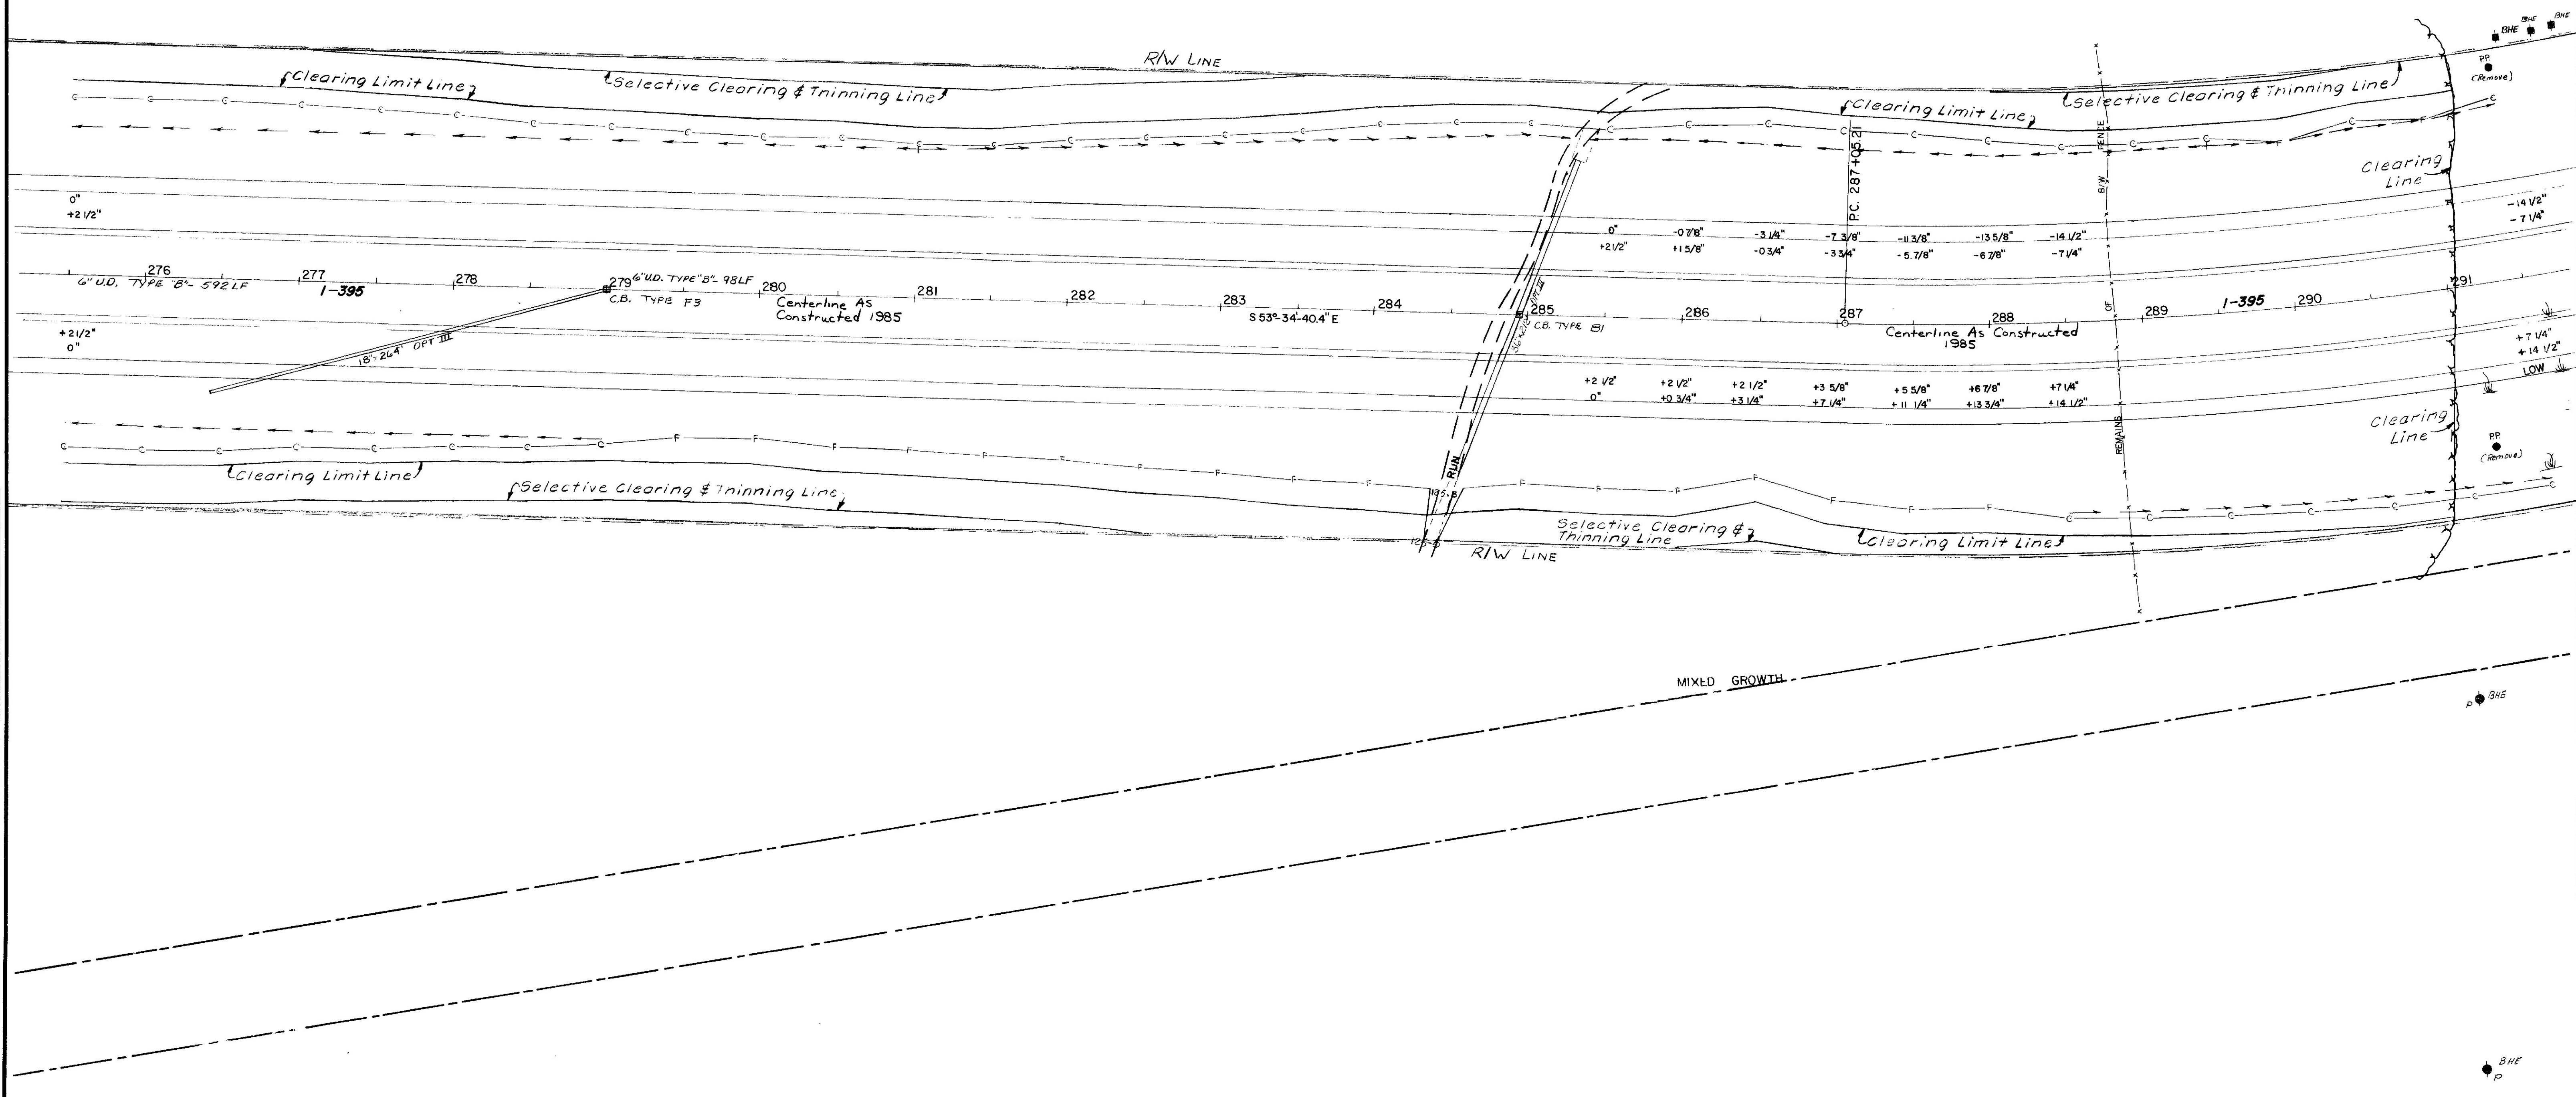 BHE
BHE
BHE
R/W LINE
PP
(Remove)
Clearing Limit Line
Selective Clearing & Thinning Line
Clearing Limit Line
Selective Clearing & Thinning Line
P.C. 287+05.21
FENCE
B/W
OF
REMAINS
Clearing
Line
0"
+2 1/2"
-14 1/2"
-7 1/4"
0" -0 7/8" -3 1/4" -7 3/8" -11 3/8" -13 5/8" -14 1/2"
+2 1/2" +1 5/8" -0 3/4" -3 3/4" -5.7/8" -6 7/8" -7 1/4"
276 277 278 279 280 281 282 283 284 285 286 287 288 289 290 291
6" U.D. TYPE "B"- 592 LF
I-395
6" U.D. TYPE "B"- 98 LF
C.B. TYPE F3
Centerline As
Constructed 1985
S 53°-34'-40.4" E
C.B. TYPE B1
Centerline As Constructed
1985
I-395
+2 1/2"
0"
18"-264' OPT III
+7 1/4"
+14 1/2"
LOW
+2 1/2" +2 1/2" +2 1/2" +3 5/8" +5 5/8" +6 7/8" +7 1/4"
0" +0 3/4" +3 1/4" +7 1/4" +11 1/4" +13 3/4" +14 1/2"
Clearing
Line
PP
(Remove)
RUN
Clearing Limit Line
Selective Clearing & Thinning Line
Selective Clearing &
Thinning Line
Clearing Limit Line
R/W LINE
MIXED GROWTH
BHE
P
BHE
P